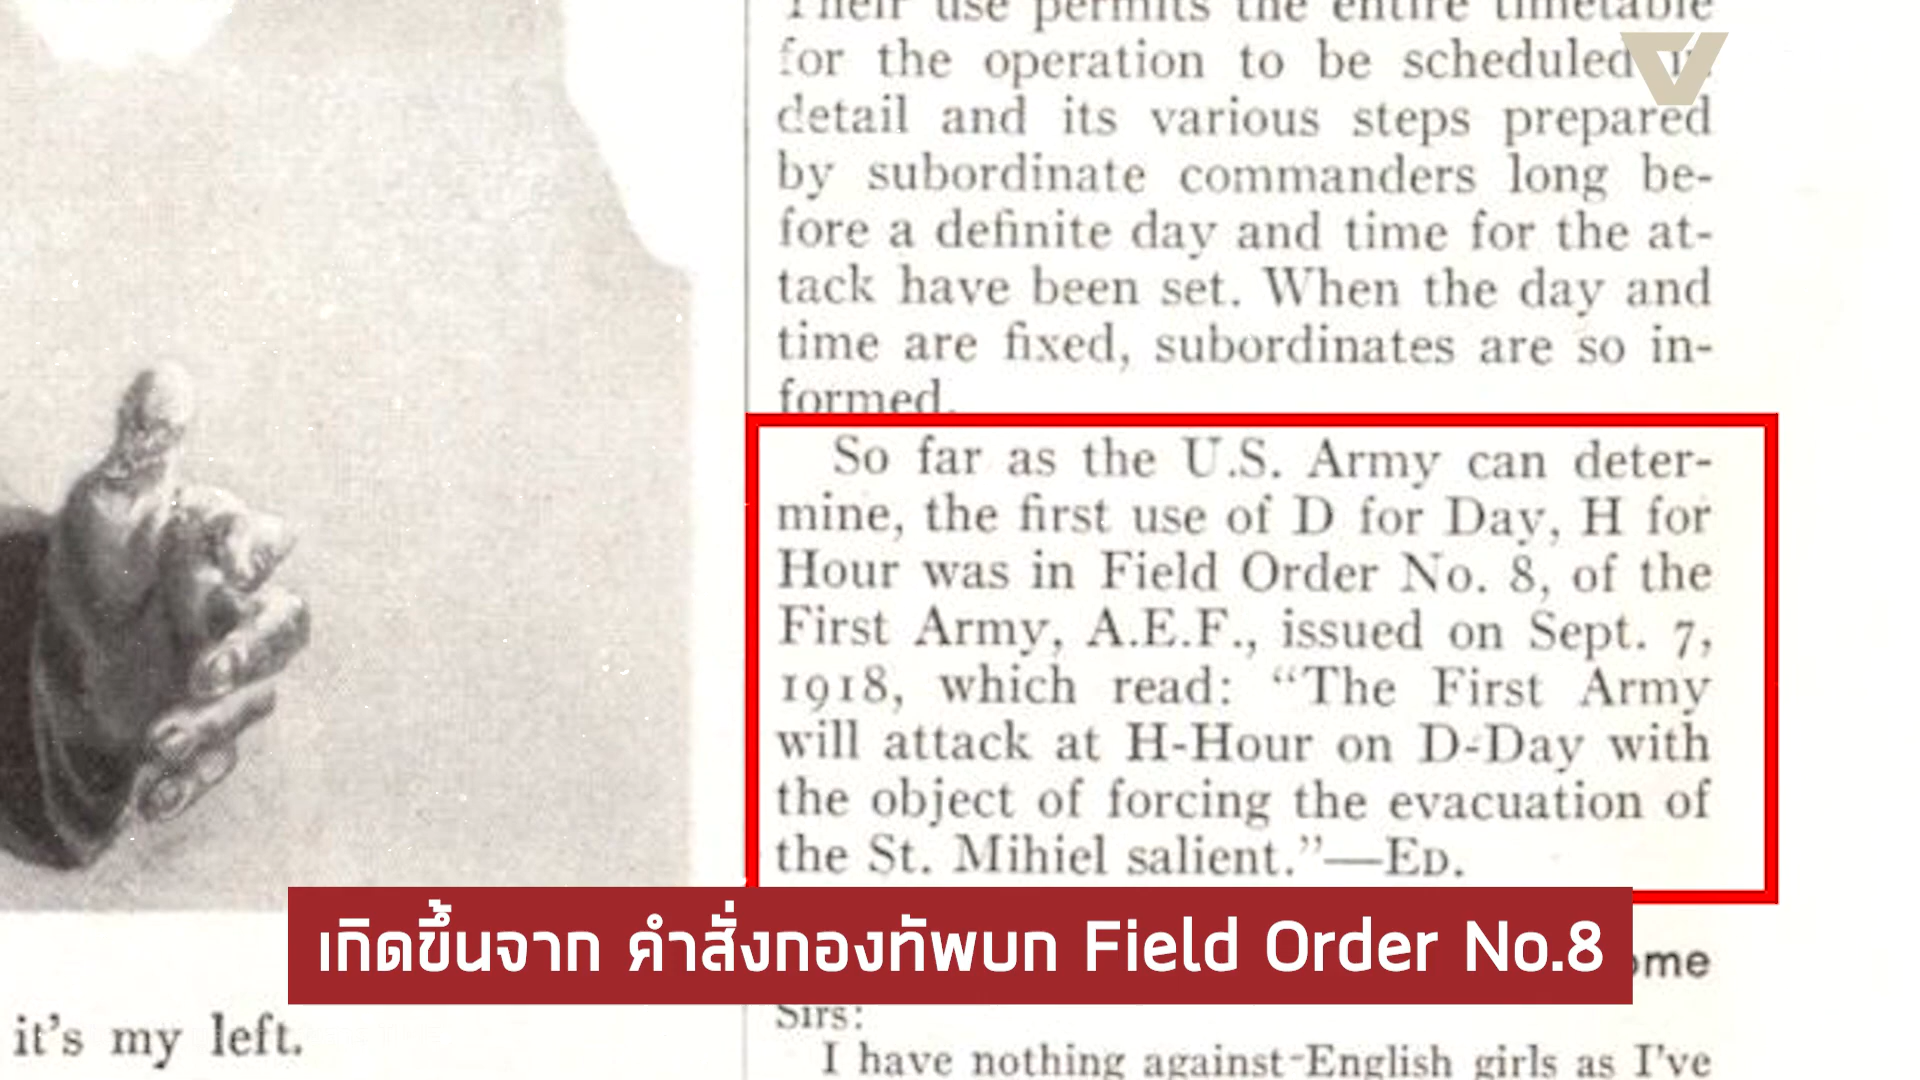 Their use permits the entire timetable
for the operation to be scheduled
detail and its various steps prepared
by subordinate commanders long be-
fore a definite day and time for the at-
tack have been set. When the day and
time are fixed, subordinates are so in-
formed.
So far as the U.S. Army can deter-
mine, the first use of D for Day, H for
Hour was in Field Order No. 8, of the
First Army, A.E.F., issued on Sept. 7,
1918, which read: “The First Army
will attack at H-Hour on D-Day with
the object of forcing the evacuation of
the St. Mihiel salient.”—ED.
เกิดขึ้นจาก คำสั่งกองทัพบก Field Order No.8
it's my left.
Sirs:
I have nothing against English girls as I've